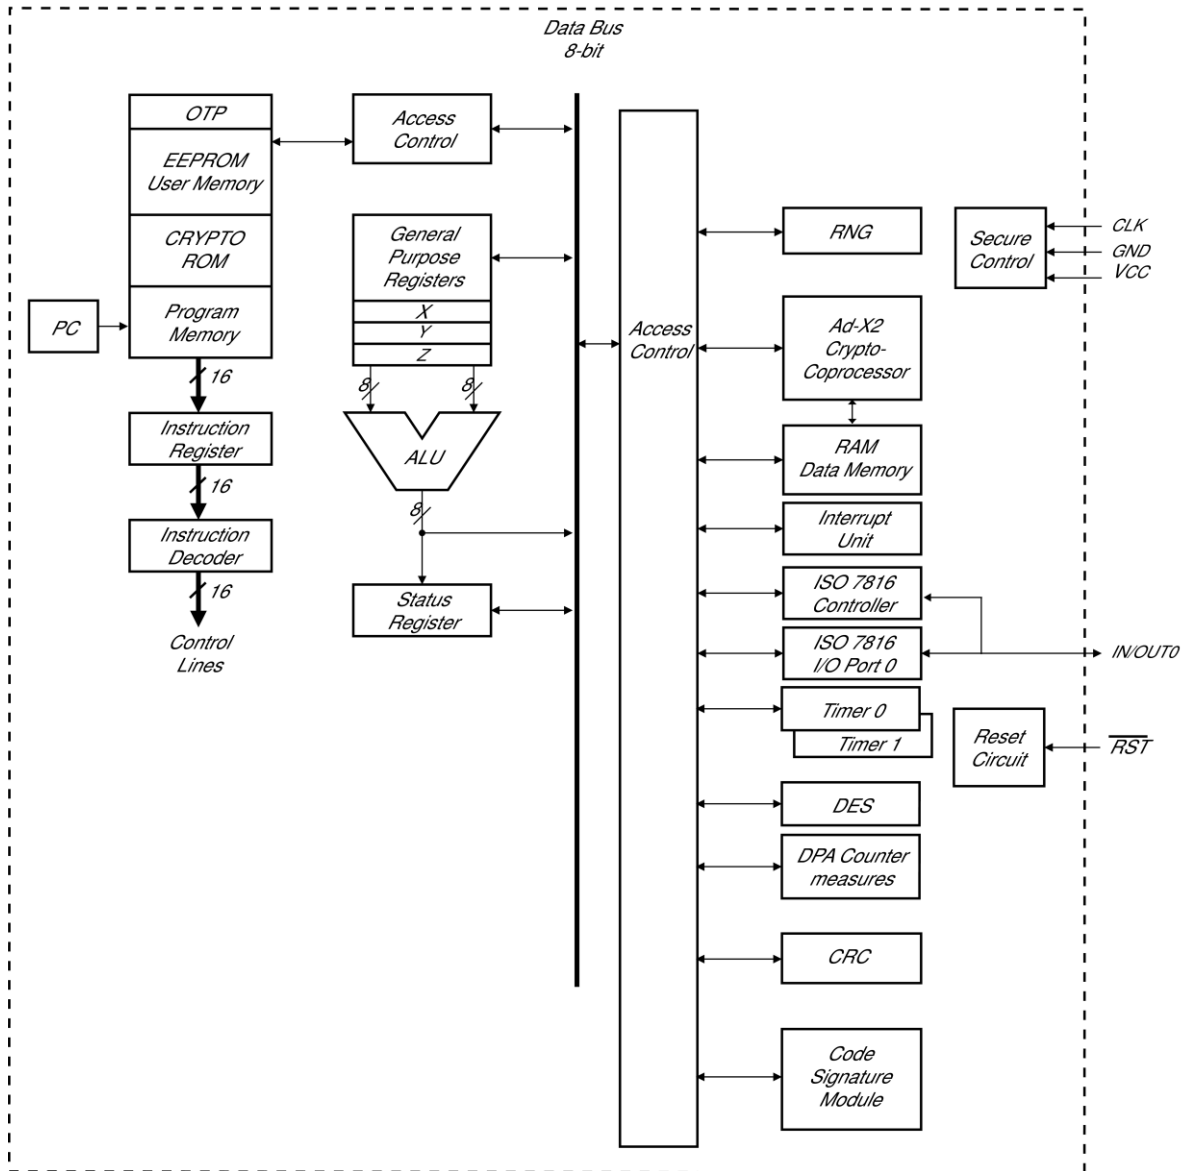 Data Bus
8-bit
OTP
EEPROM
User Memory
CRYPTO
ROM
Program
Memory
PC
16
Instruction
Register
16
Instruction
Decoder
16
Control
Lines
Access
Control
General
Purpose
Registers
X
Y
Z
8
8
ALU
8
Status
Register
Access
Control
RNG
Ad-X2
Crypto-
Coprocessor
RAM
Data Memory
Interrupt
Unit
ISO 7816
Controller
ISO 7816
I/O Port 0
Timer 0
Timer 1
DES
DPA Counter
measures
CRC
Code
Signature
Module
Secure
Control
CLK
GND
VCC
IN/OUT0
Reset
Circuit
RST